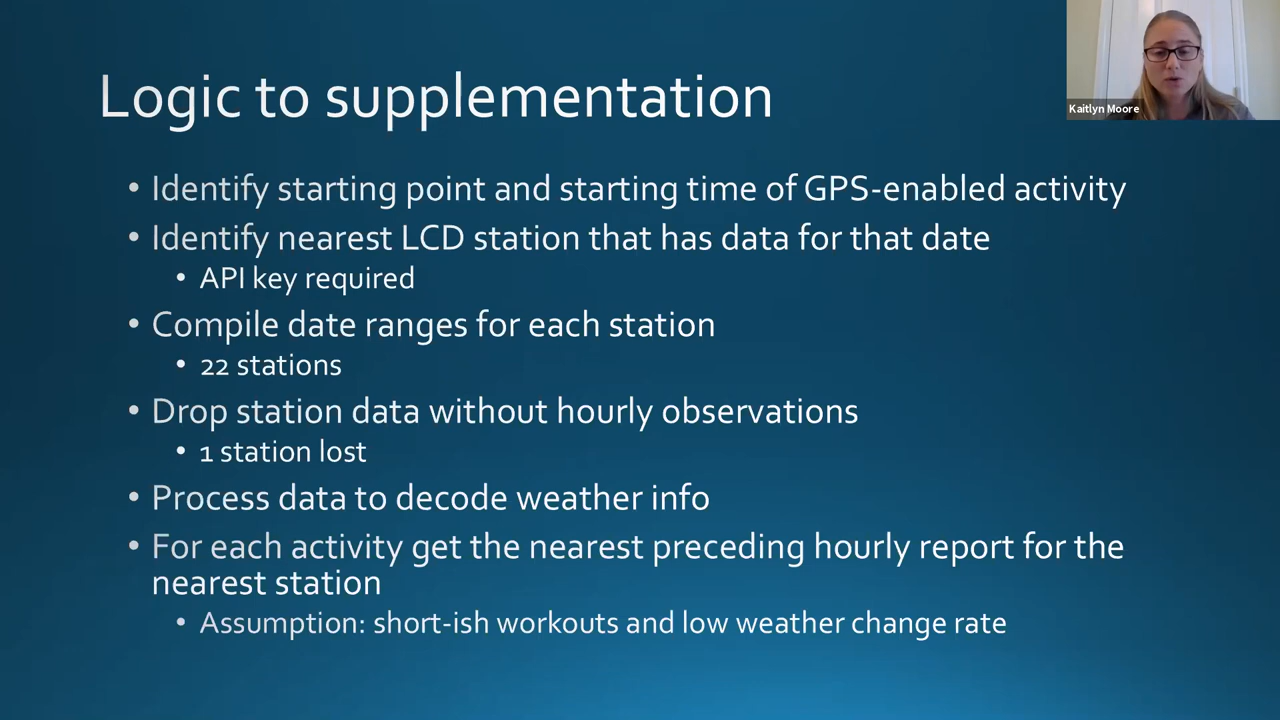 Logic to supplementation
Kaitlyn Moore
• Identify starting point and starting time of GPS-enabled activity
• Identify nearest LCD station that has data for that date
• API key required
• Compile date ranges for each station
• 22 stations
• Drop station data without hourly observations
• 1 station lost
• Process data to decode weather info
• For each activity get the nearest preceding hourly report for the
nearest station
• Assumption: short-ish workouts and low weather change rate